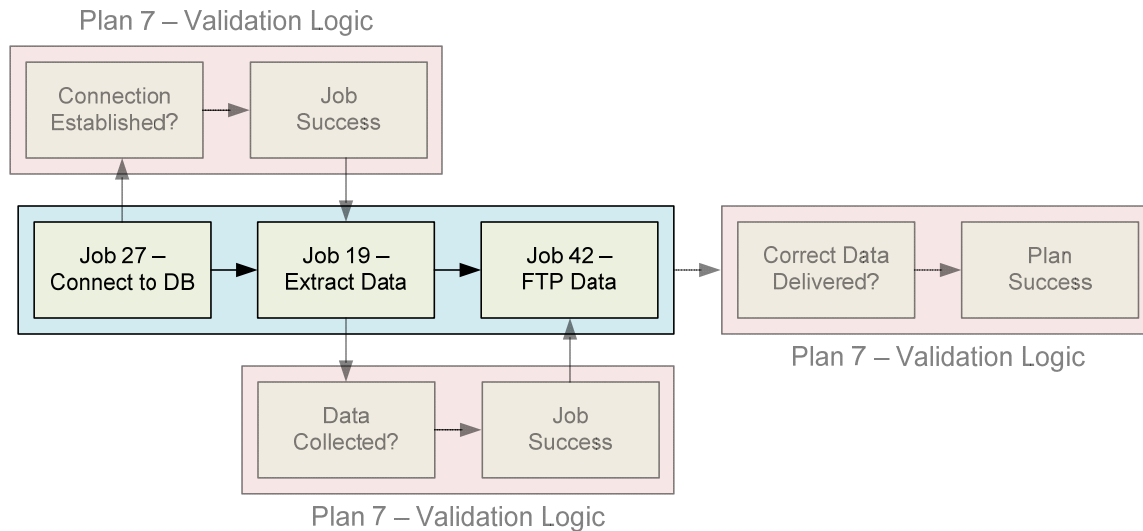 Plan 7 – Validation Logic
Connection
Established?
Job
Success
Job 27 –
Connect to DB
Job 19 –
Extract Data
Job 42 –
FTP Data
Correct Data
Delivered?
Plan
Success
Plan 7 – Validation Logic
Data
Collected?
Job
Success
Plan 7 – Validation Logic